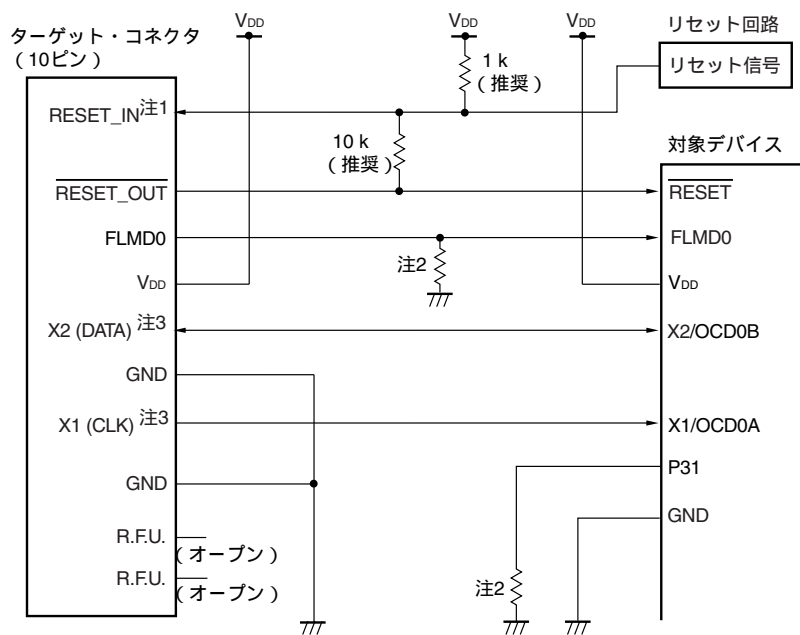 VDD
VDD
VDD
リセット回路
ターゲット・コネクタ
（10ピン）
1 k
（推奨）
リセット信号
RESET_IN注1
10 k
（推奨）
対象デバイス
RESET_OUT
RESET
FLMD0
FLMD0
注2
VDD
VDD
X2 (DATA) 注3
X2/OCD0B
GND
X1 (CLK) 注3
X1/OCD0A
P31
GND
GND
R.F.U.
（オープン）
R.F.U.
（オープン）
注2